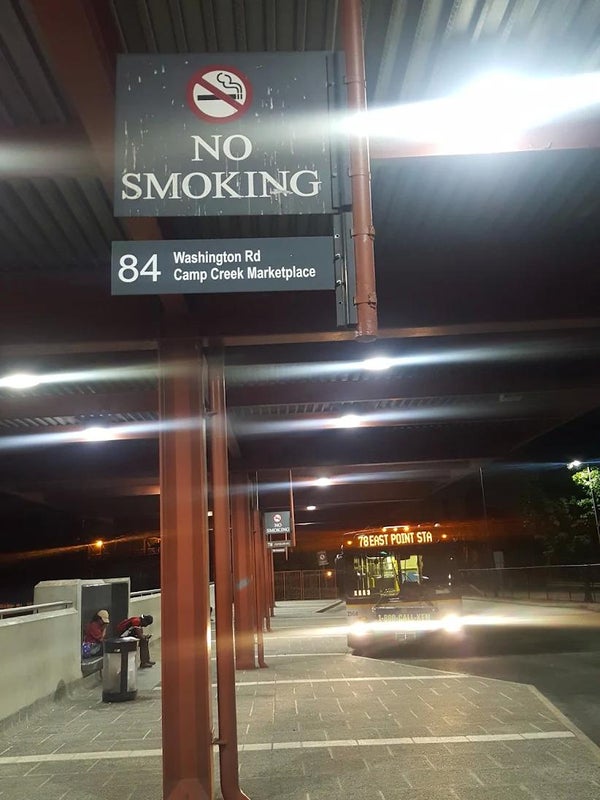 NO
SMOKING
84
Washington Rd
Camp Creek Marketplace
NO
SMOKING
78 EAST POINT STA